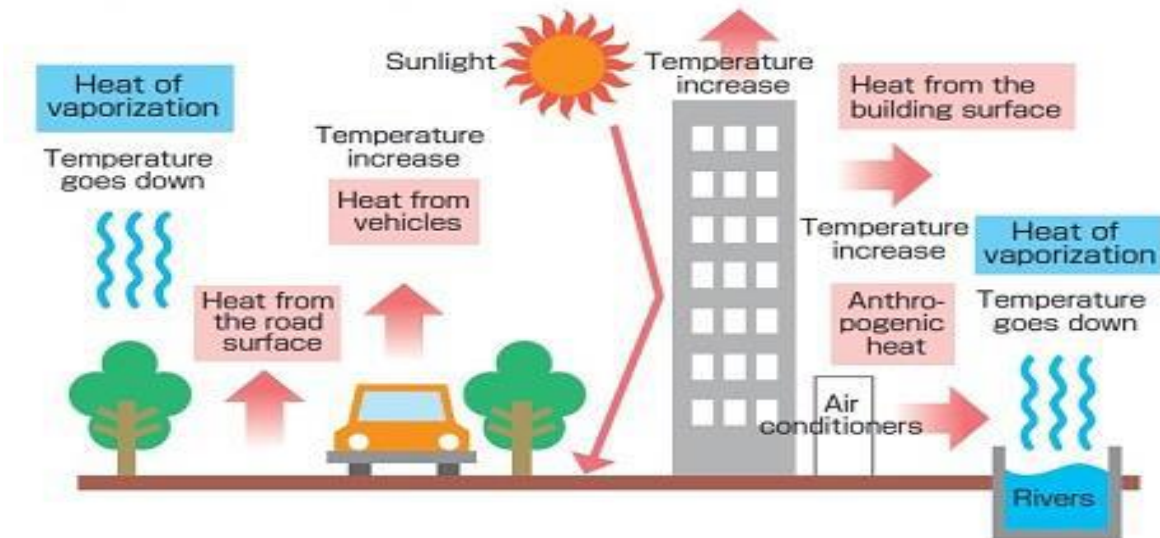 Heat of
vaporization
Temperature
goes down
Temperature
increase
Heat from
vehicles
Heat from
the road
surface
Sunlight
Temperature
increase
Heat from the
building surface
Temperature
increase
Anthro-
pogenic
heat
Air
conditioners
Heat of
vaporization
Temperature
goes down
Rivers